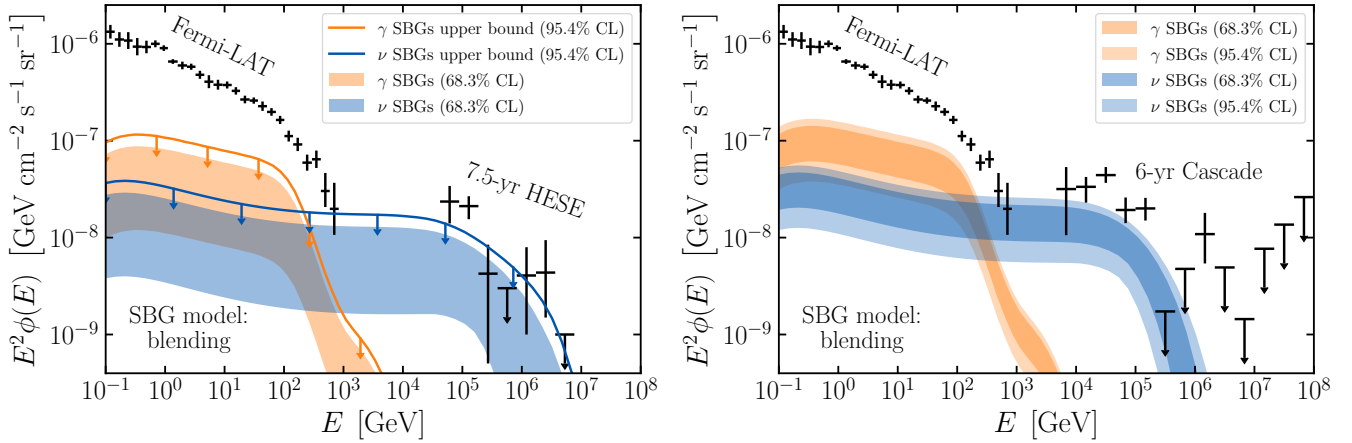 Fermi-LAT
γ SBGs upper bound (95.4% CL)
ν SBGs upper bound (95.4% CL)
γ SBGs (68.3% CL)
ν SBGs (68.3% CL)
7.5-yr HESE
SBG model:
blending
E² ϕ(E) [GeV cm⁻² s⁻¹ sr⁻¹]
10⁻⁶
10⁻⁷
10⁻⁸
10⁻⁹
10⁻¹ 10⁰ 10¹ 10² 10³ 10⁴ 10⁵ 10⁶ 10⁷ 10⁸
E [GeV]
Fermi-LAT
γ SBGs (68.3% CL)
γ SBGs (95.4% CL)
ν SBGs (68.3% CL)
ν SBGs (95.4% CL)
6-yr Cascade
SBG model:
blending
E² ϕ(E) [GeV cm⁻² s⁻¹ sr⁻¹]
10⁻⁶
10⁻⁷
10⁻⁸
10⁻⁹
10⁻¹ 10⁰ 10¹ 10² 10³ 10⁴ 10⁵ 10⁶ 10⁷ 10⁸
E [GeV]